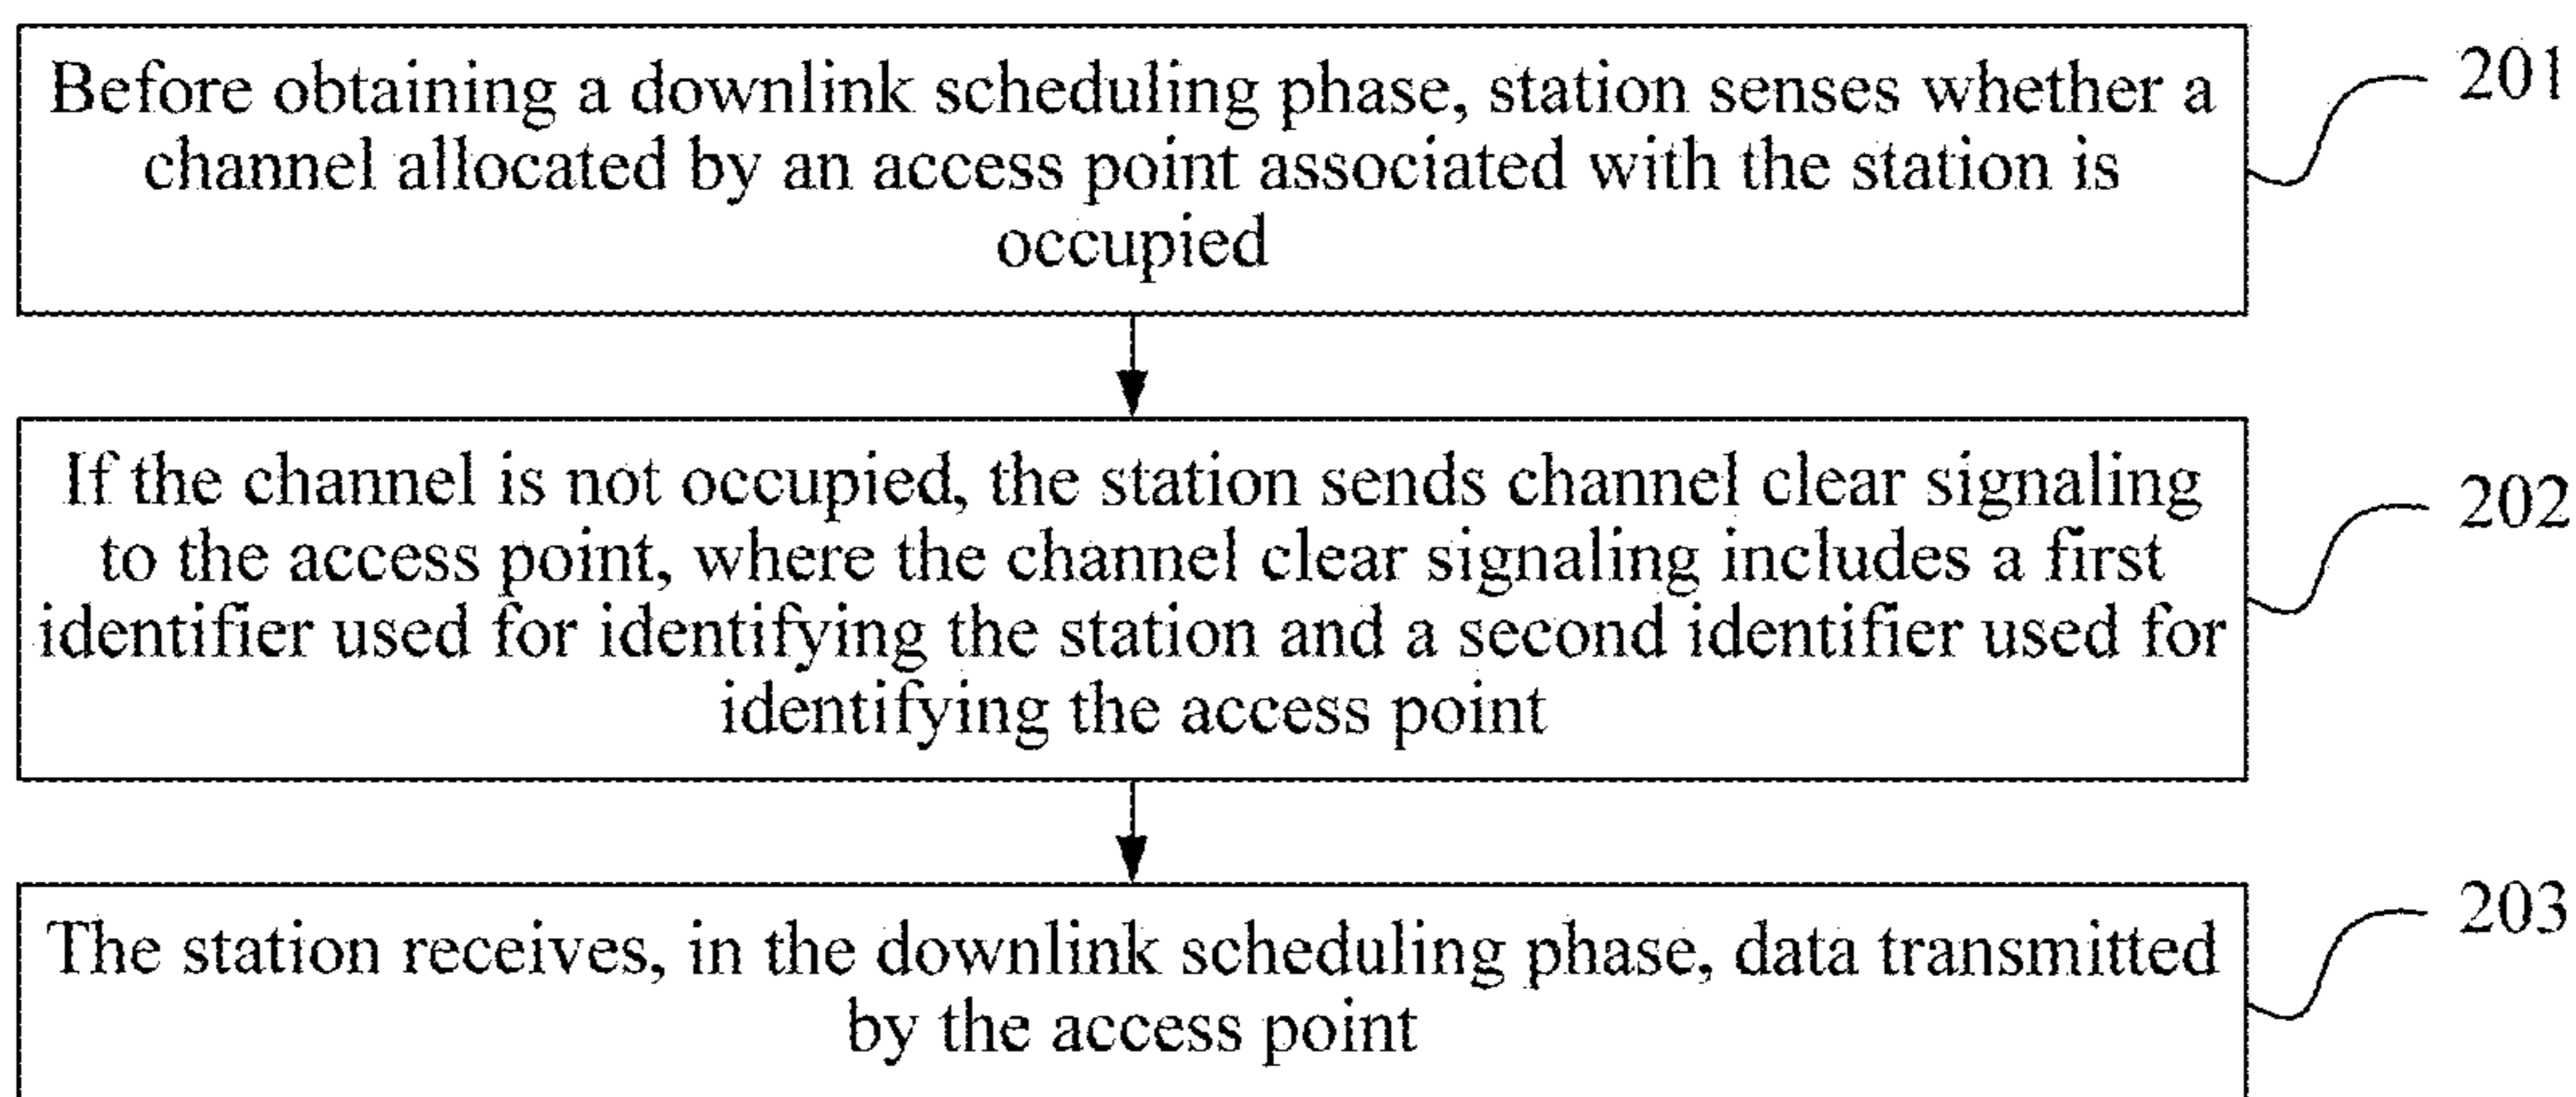 Before obtaining a downlink scheduling phase, station senses whether a
channel allocated by an access point associated with the station is
occupied
201
If the channel is not occupied, the station sends channel clear signaling
to the access point, where the channel clear signaling includes a first
identifier used for identifying the station and a second identifier used for
identifying the access point
202
The station receives, in the downlink scheduling phase, data transmitted
by the access point
203